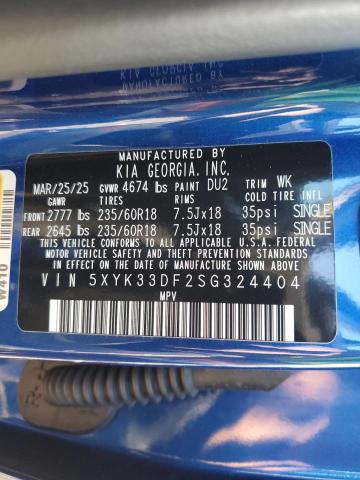 MANUFACTURED BY
KIA GEORGIA, INC.
MAR/25/25 GVWR 4674 lbs PAINT DU2 TRIM WK
GAWR TIRES RIMS COLD TIRE INFL
FRONT 2777 lbs 235/60R18 7.5Jx18 35psi SINGLE
REAR 2645 lbs 235/60R18 7.5Jx18 35psi SINGLE
THIS VEHICLE CONFORMS TO ALL APPLICABLE U.S.A. FEDERAL
MOTOR VEHICLE SAFETY, BUMPER, AND THEFT PREVENTION
STANDARDS IN EFFECT ON THE DATE OF MANUFACTURE SHOWN ABOVE.
VIN 5XYK33DF2SG324404
MPV
W410